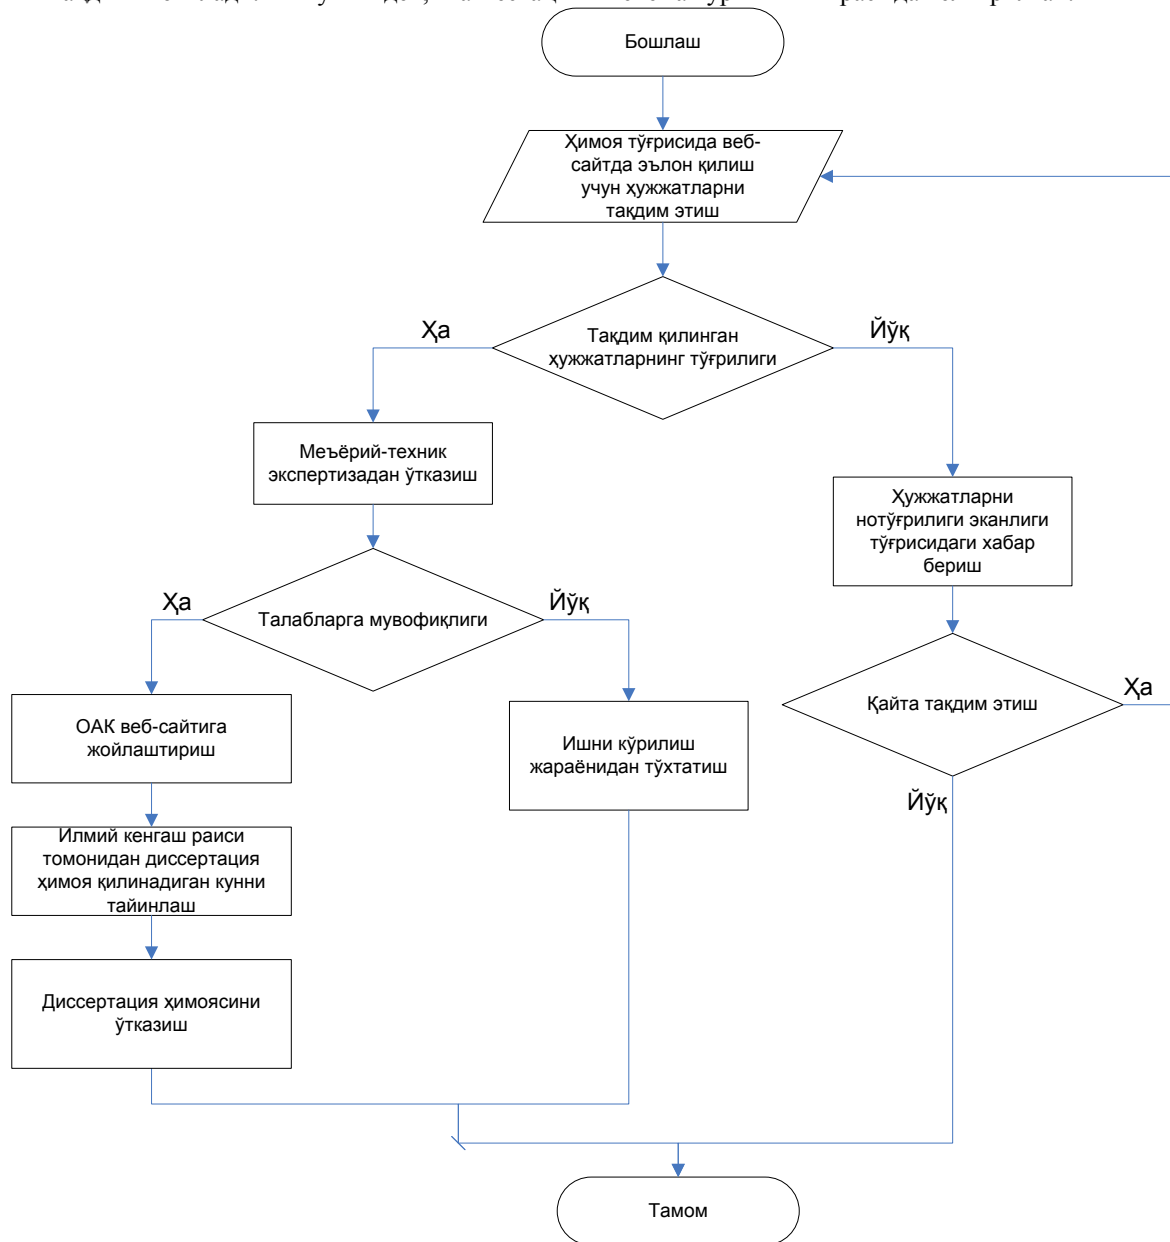 Бошлаш
Ҳимоя тўғрисида веб-
сайтда эълон қилиш
учун ҳужжатларни
тақдим этиш
Ҳа
Тақдим қилинган
ҳужжатларнинг тўғрилиги
Йўқ
Меъёрий-техник
экспертизадан ўтказиш
Ҳужжатларни
нотўғрилиги эканлиги
тўғрисидаги хабар
бериш
Ҳа
Талабларга мувофиқлиги
Йўқ
Қайта тақдим этиш
Ҳа
ОАК веб-сайтига
жойлаштириш
Ишни кўрилиш
жараёнидан тўхтатиш
Йўқ
Илмий кенгаш раиси
томонидан диссертация
ҳимоя қилинадиган кунни
тайинлаш
Диссертация ҳимоясини
ўтказиш
Тамом